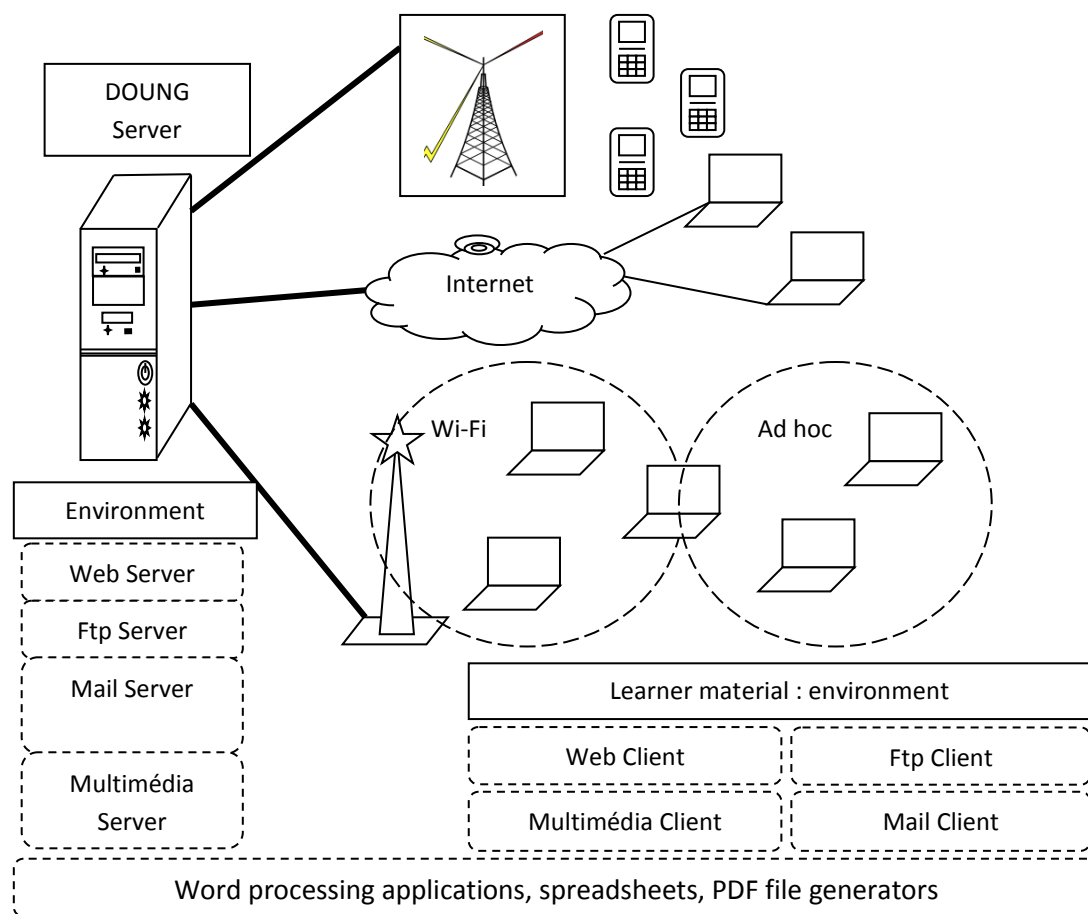 DOUNG
Server
Internet
Wi-Fi
Ad hoc
Environment
Web Server
Ftp Server
Mail Server
Multimédia
Server
Learner material : environment
Web Client
Ftp Client
Multimédia Client
Mail Client
Word processing applications, spreadsheets, PDF file generators